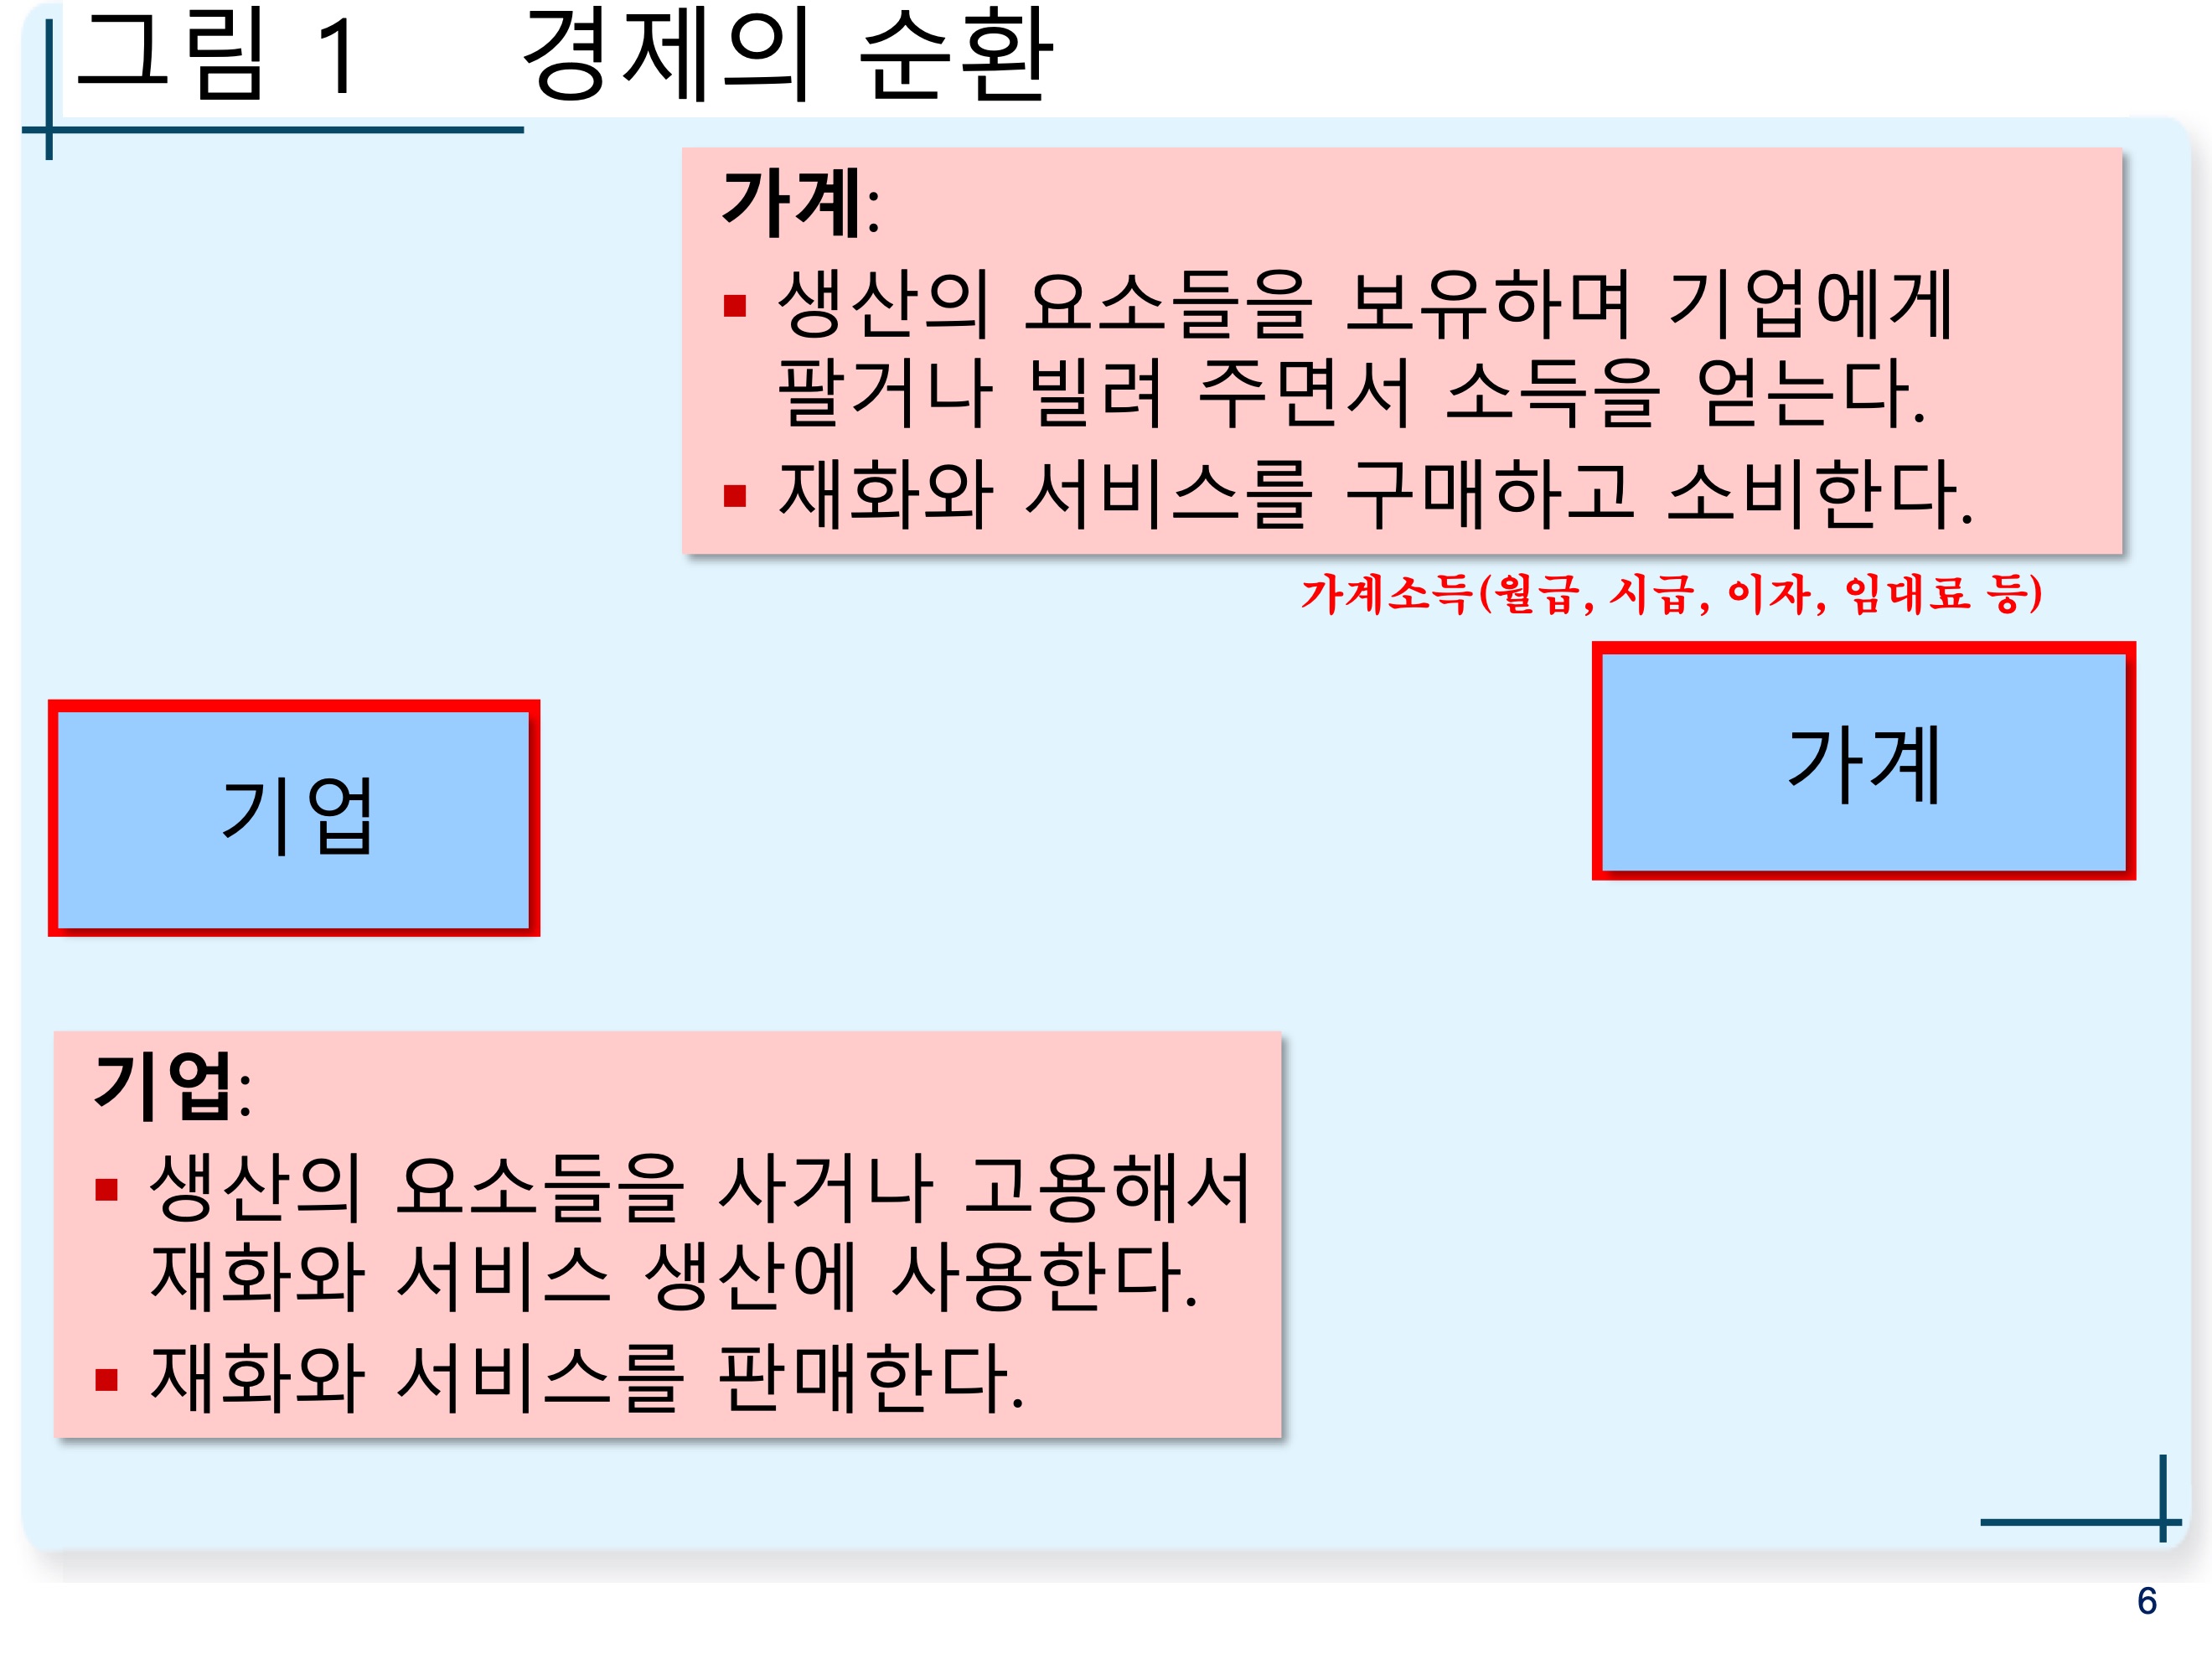 그림 1 경제의 순환
가계:
생산의 요소들을 보유하며 기업에게
팔거나 빌려 주면서 소득을 얻는다.
재화와 서비스를 구매하고 소비한다.
가계소득(월급, 시급, 이자, 임대료 등)
가계
기업
기업:
생산의 요소들을 사거나 고용해서
재화와 서비스 생산에 사용한다.
재화와 서비스를 판매한다.
6